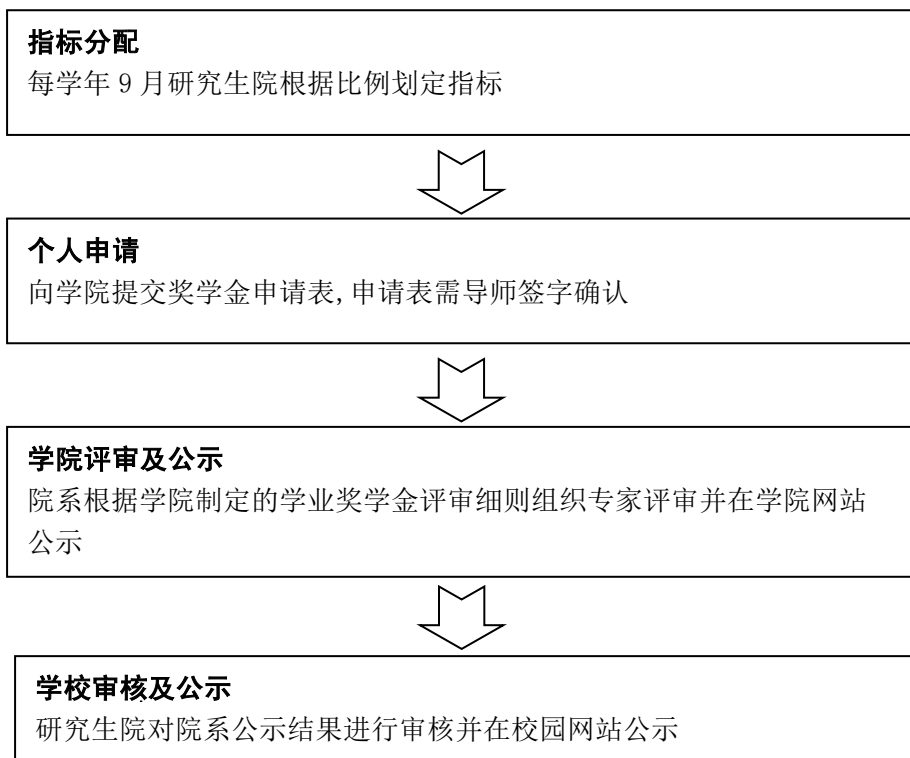 指标分配
每学年 9 月研究生院根据比例划定指标
个人申请
向学院提交奖学金申请表,申请表需导师签字确认
学院评审及公示
院系根据学院制定的学业奖学金评审细则组织专家评审并在学院网站
公示
学校审核及公示
研究生院对院系公示结果进行审核并在校园网站公示